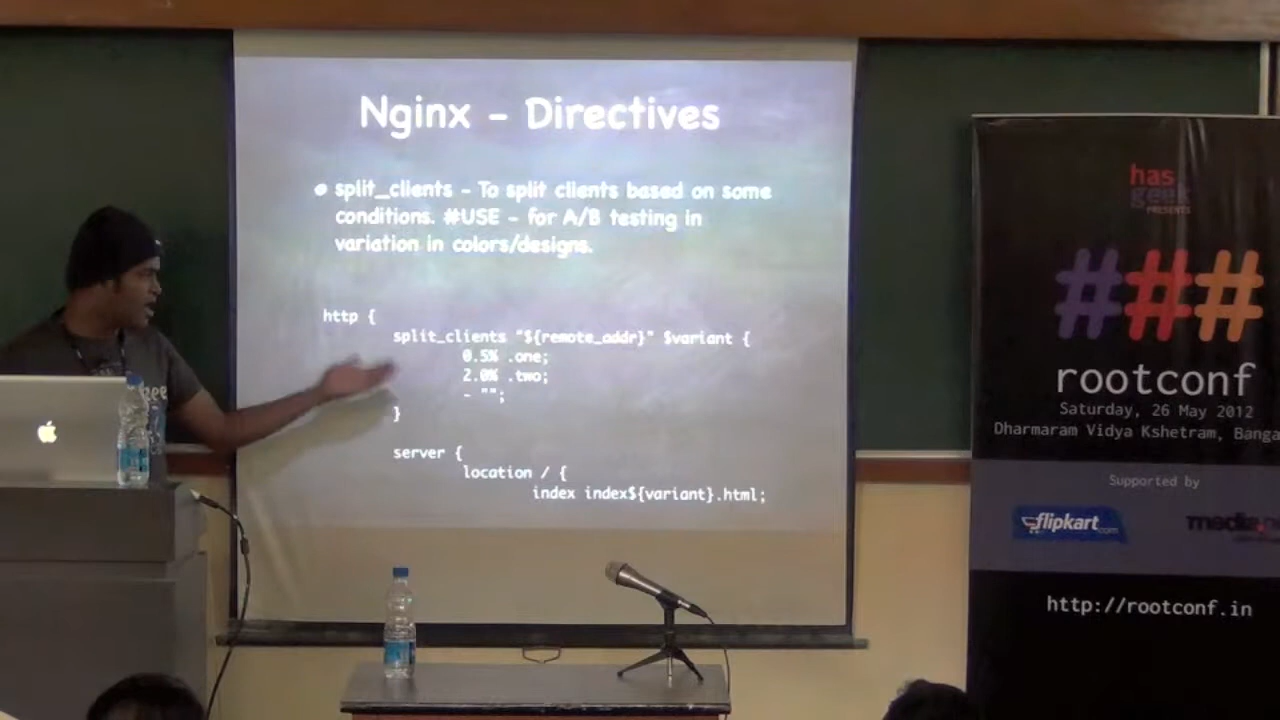 Nginx - Directives
split_clients - To split clients based on some
conditions. #USE - for A/B testing in
variation in colors/designs.
http {
split_clients "${remote_addr}" $variant {
0.5% .one;
2.0% .two;
- "";
}
server {
location / {
index index${variant}.html;
has
geek
PRESENTS
###
rootconf
Saturday, 26 May 2012
Dharmaram Vidya Kshetram, Banga
Supported by
flipkart.com
http://rootconf.in